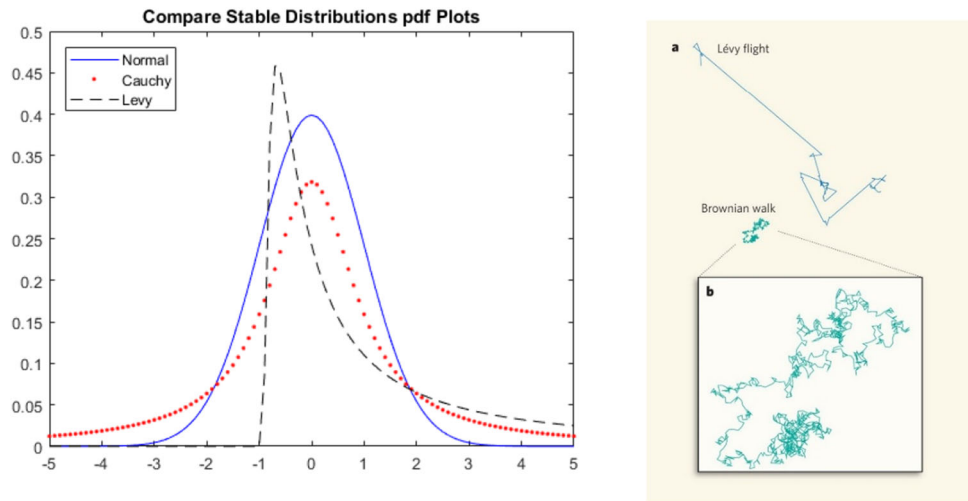 Compare Stable Distributions pdf Plots
0.5
0.45
0.4
0.35
0.3
0.25
0.2
0.15
0.1
0.05
0
Normal
Cauchy
Levy
-5 -4 -3 -2 -1 0 1 2 3 4 5
a Lévy flight
Brownian walk
b